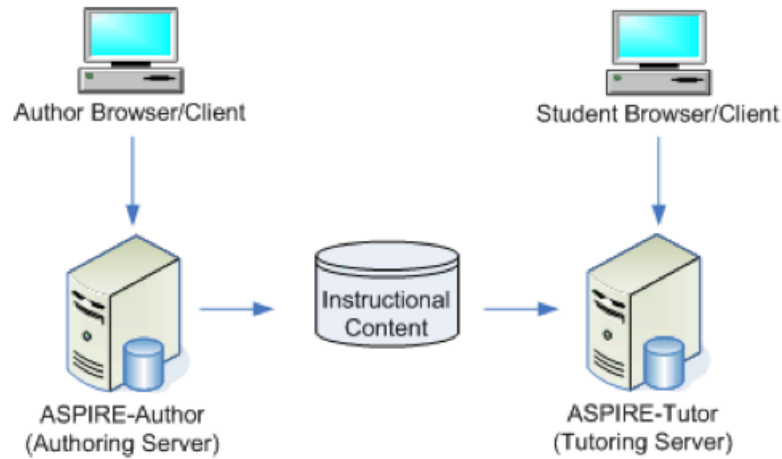 Author Browser/Client
Student Browser/Client
Instructional
Content
ASPIRE-Author
(Authoring Server)
ASPIRE-Tutor
(Tutoring Server)